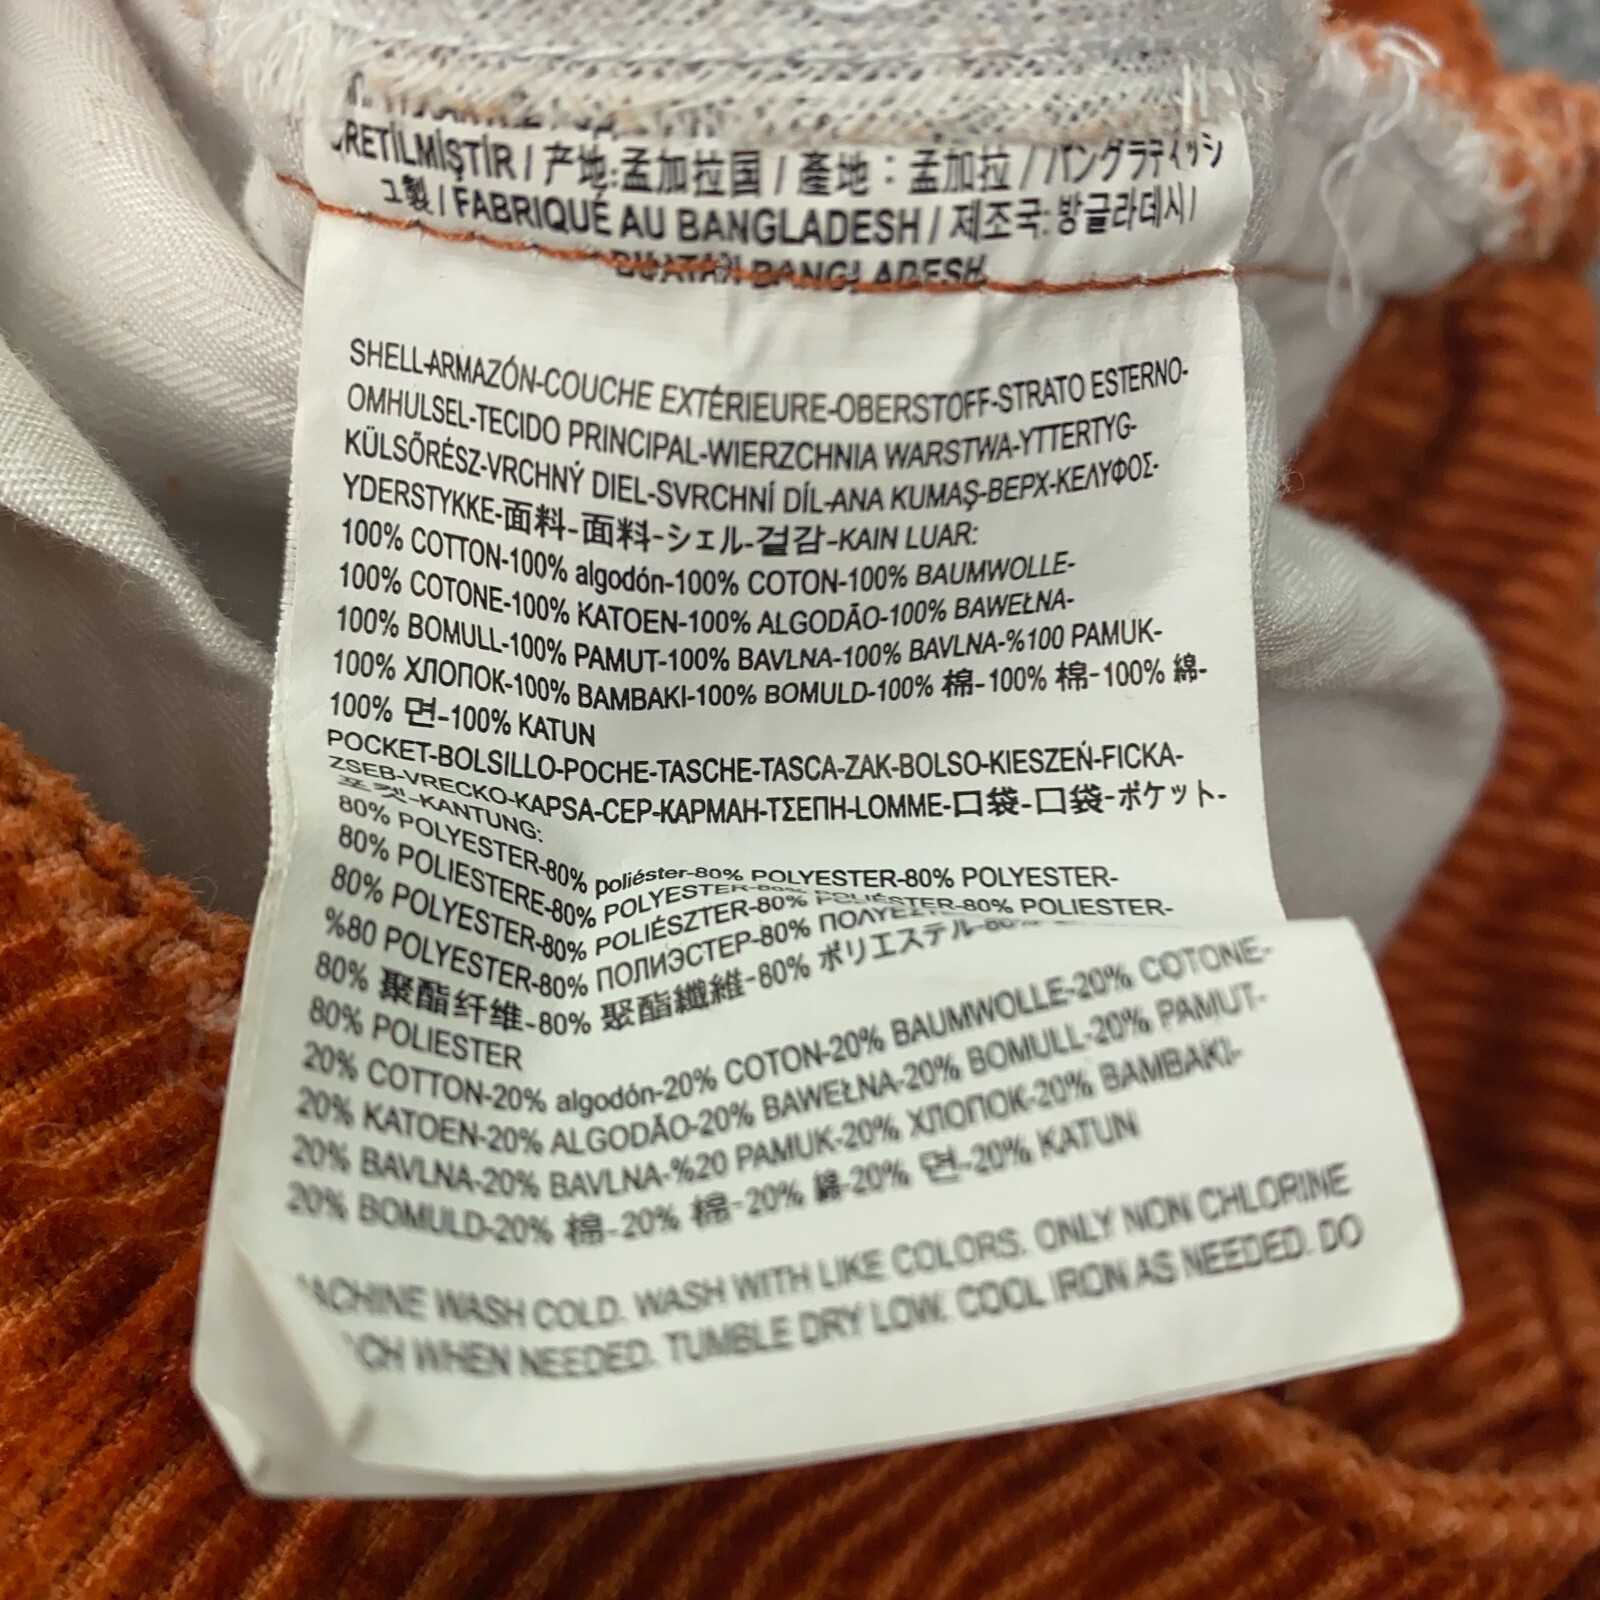 RETİLMİŞTİR / 产地:孟加拉国 / 產地：孟加拉 / バングラディッシ
ュ製 / FABRIQUÉ AU BANGLADESH / 제조국: 방글라데시 /
BUATAN BANGLADESH
SHELL-ARMAZÓN-COUCHE EXTÉRIEURE-OBERSTOFF-STRATO ESTERNO-
OMHULSEL-TECIDO PRINCIPAL-WIERZCHNIA WARSTWA-YTTERTYG-
KÜLSŐRÉSZ-VRCHNÝ DIEL-SVRCHNÍ DÍL-ANA KUMAŞ-ВЕРХ-ΚΕΛΥΦΟΣ-
YDERSTYKKE-面料-面料-シェル-겉감-KAIN LUAR:
100% COTTON-100% algodón-100% COTON-100% BAUMWOLLE-
100% COTONE-100% KATOEN-100% ALGODÃO-100% BAWEŁNA-
100% BOMULL-100% PAMUT-100% BAVLNA-100% BAVLNA-%100 PAMUK-
100% ХЛОПОК-100% BAMBAKI-100% BOMULD-100% 棉-100% 棉-100% 綿-
100% 면-100% KATUN
POCKET-BOLSILLO-POCHE-TASCHE-TASCA-ZAK-BOLSO-KIESZEŃ-FICKA-
ZSEB-VRECKO-KAPSA-CEP-КАРМАН-ΤΣΕΠΗ-LOMME-口袋-口袋-ポケット-
포켓-KANTUNG:
80% POLYESTER-80% poliéster-80% POLYESTER-80% POLYESTER-
80% POLIESTERE-80% POLYESTER-80% POLIÉSTER-80% POLIESTER-
80% POLYESTER-80% POLIÉSZTER-80%
%80 POLYESTER-80% ПОЛИЭСТЕР-80%
80% 聚酯纤维-80% 聚酯纖維-80% ポリエステル-80%
80% POLIESTER
20% COTTON-20% algodón-20% COTON-20% BAUMWOLLE-20% COTONE-
20% KATOEN-20% ALGODÃO-20% BAWEŁNA-20% BOMULL-20% PAMUT-
20% BAVLNA-20% BAVLNA-%20 PAMUK-20% ХЛОПОК-20% BAMBAKI-
20% BOMULD-20% 棉-20% 棉-20% 綿-20% 면-20% KATUN
MACHINE WASH COLD. WASH WITH LIKE COLORS. ONLY NON CHLORINE
WHEN NEEDED. TUMBLE DRY LOW. COOL IRON AS NEEDED. DO